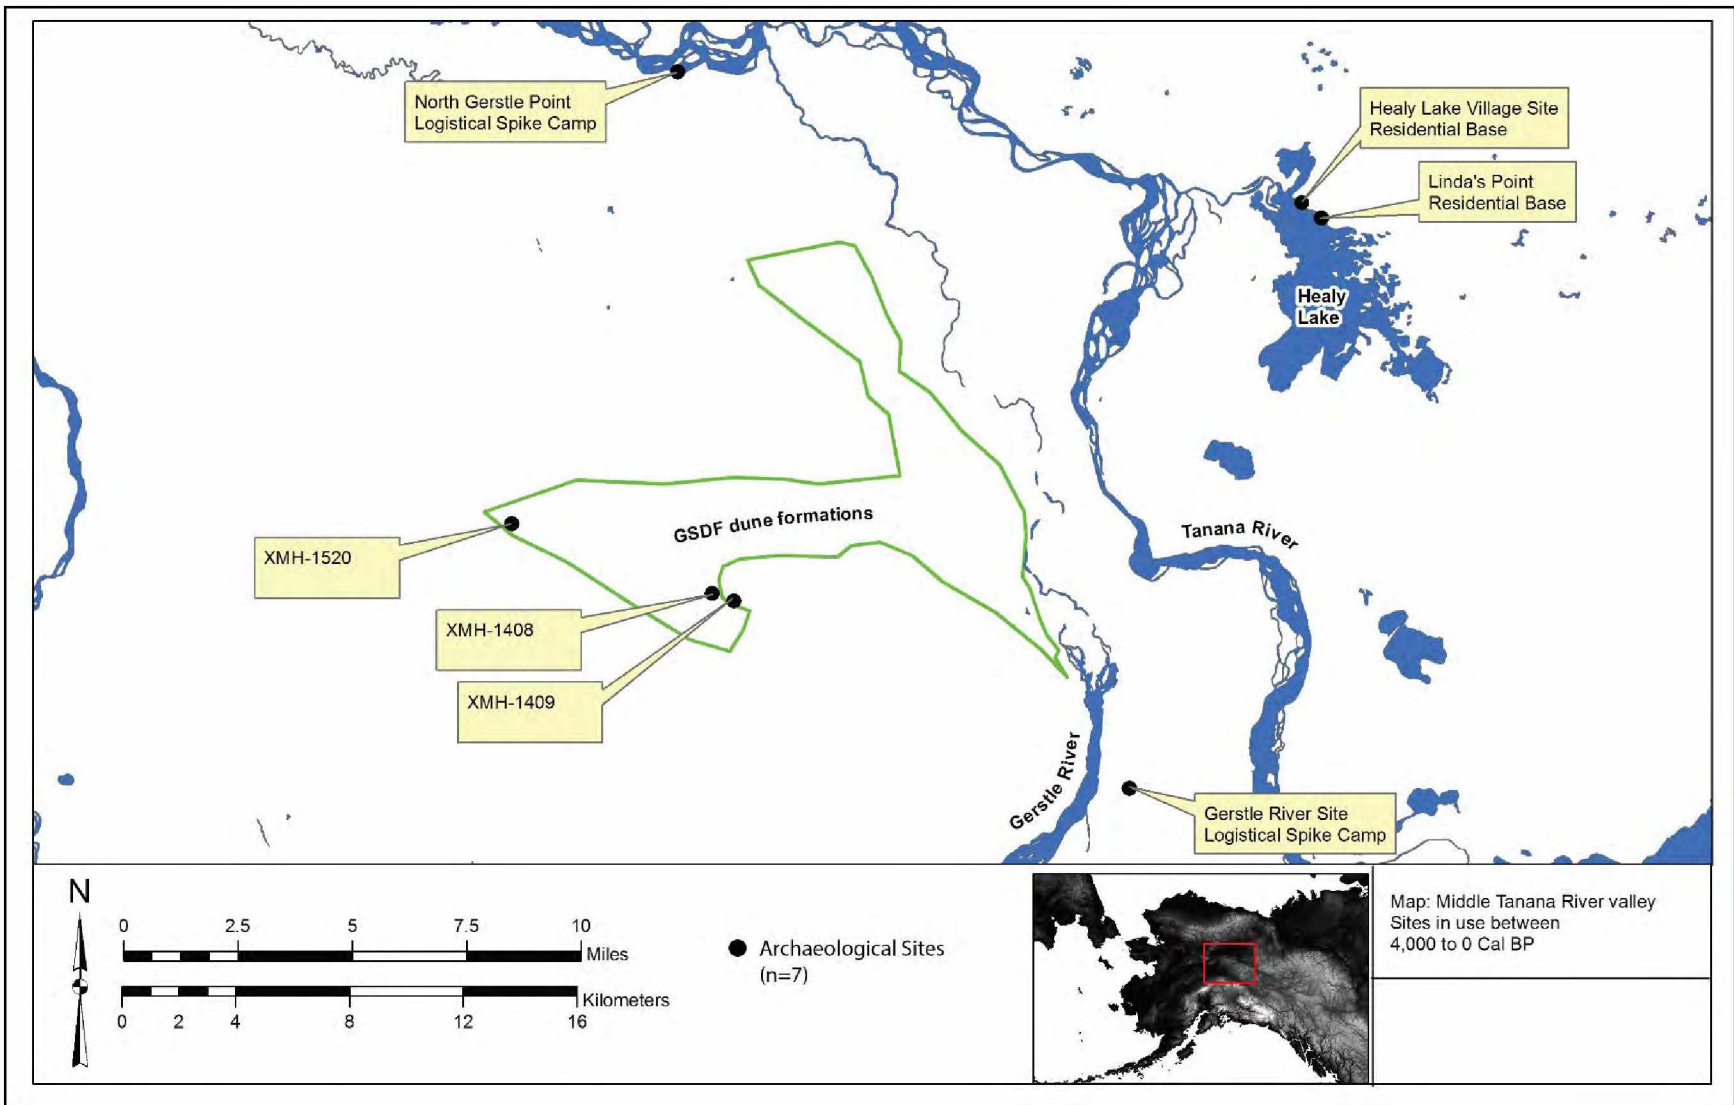 North Gerstle Point
Logistical Spike Camp
Healy Lake Village Site
Residential Base
Linda's Point
Residential Base
Healy
Lake
GSDF dune formations
Tanana River
XMH-1520
XMH-1408
XMH-1409
Gerstle River
Gerstle River Site
Logistical Spike Camp
N
0 2.5 5 7.5 10
Miles
Kilometers
0 2 4 8 12 16
Archaeological Sites
(n=7)
Map: Middle Tanana River valley
Sites in use between
4,000 to 0 Cal BP